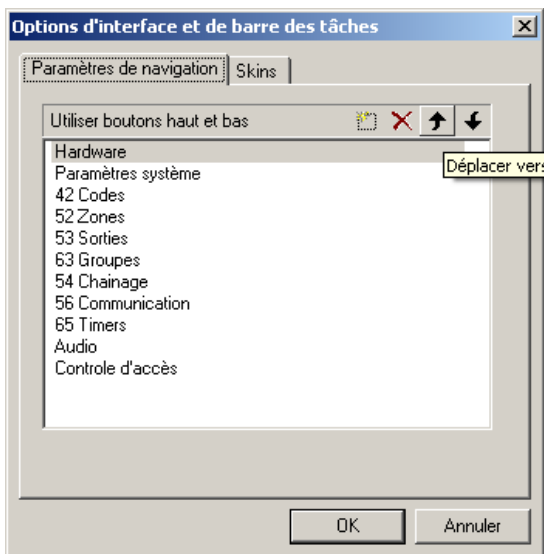 Options d'interface et de barre des tâches
Paramètres de navigation
Skins
Utiliser boutons haut et bas
Hardware
Paramètres système
Déplacer vers
42 Codes
52 Zones
53 Sorties
63 Groupes
54 Chainage
56 Communication
65 Timers
Audio
Controle d'accès
OK
Annuler